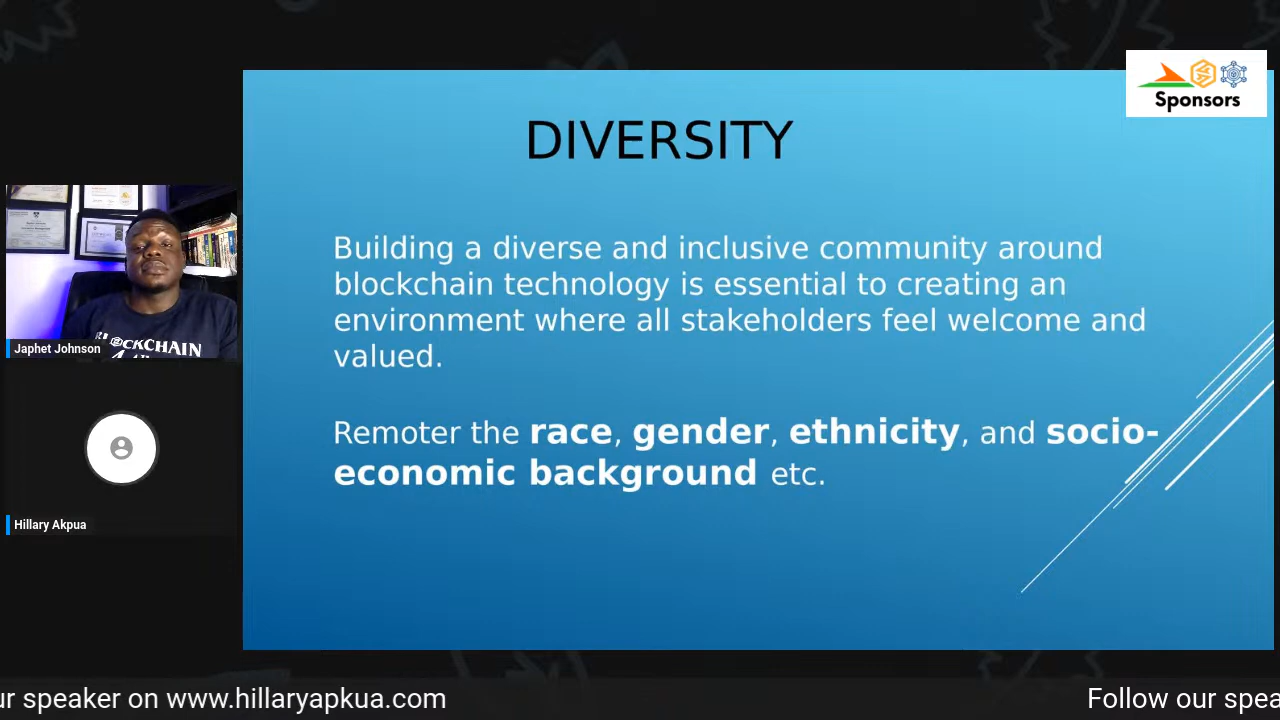 Sponsors
DIVERSITY
Building a diverse and inclusive community around
blockchain technology is essential to creating an
environment where all stakeholders feel welcome and
valued.
Remoter the race, gender, ethnicity, and socio-
economic background etc.
BLOCKCHAIN
Japhet Johnson
Hillary Akpua
ur speaker on www.hillaryapkua.com
Follow our spea